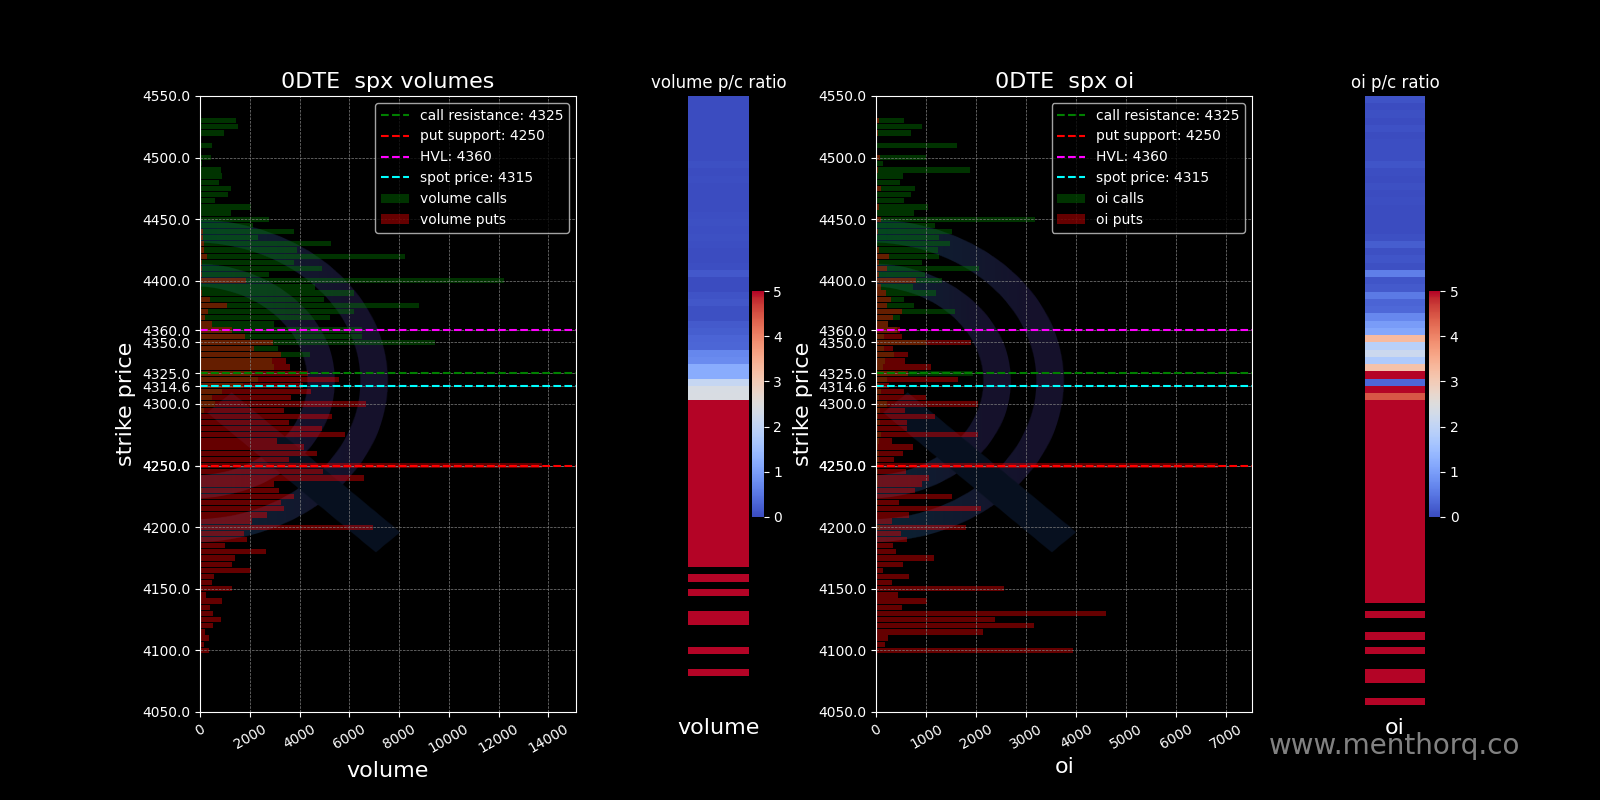 0DTE  spx volumes
call resistance: 4325
put support: 4250
HVL: 4360
spot price: 4315
volume calls
volume puts
strike price
4550.0
4500.0
4450.0
4400.0
4360.0
4350.0
4325.0
4314.6
4300.0
4250.0
4200.0
4150.0
4100.0
4050.0
0 2000 4000 6000 8000 10000 12000 14000
volume
volume p/c ratio
5
4
3
2
1
0
volume
0DTE  spx oi
call resistance: 4325
put support: 4250
HVL: 4360
spot price: 4315
oi calls
oi puts
strike price
4550.0
4500.0
4450.0
4400.0
4360.0
4350.0
4325.0
4314.6
4300.0
4250.0
4200.0
4150.0
4100.0
4050.0
0 1000 2000 3000 4000 5000 6000 7000
oi
oi p/c ratio
5
4
3
2
1
0
oi
www.menthorq.co